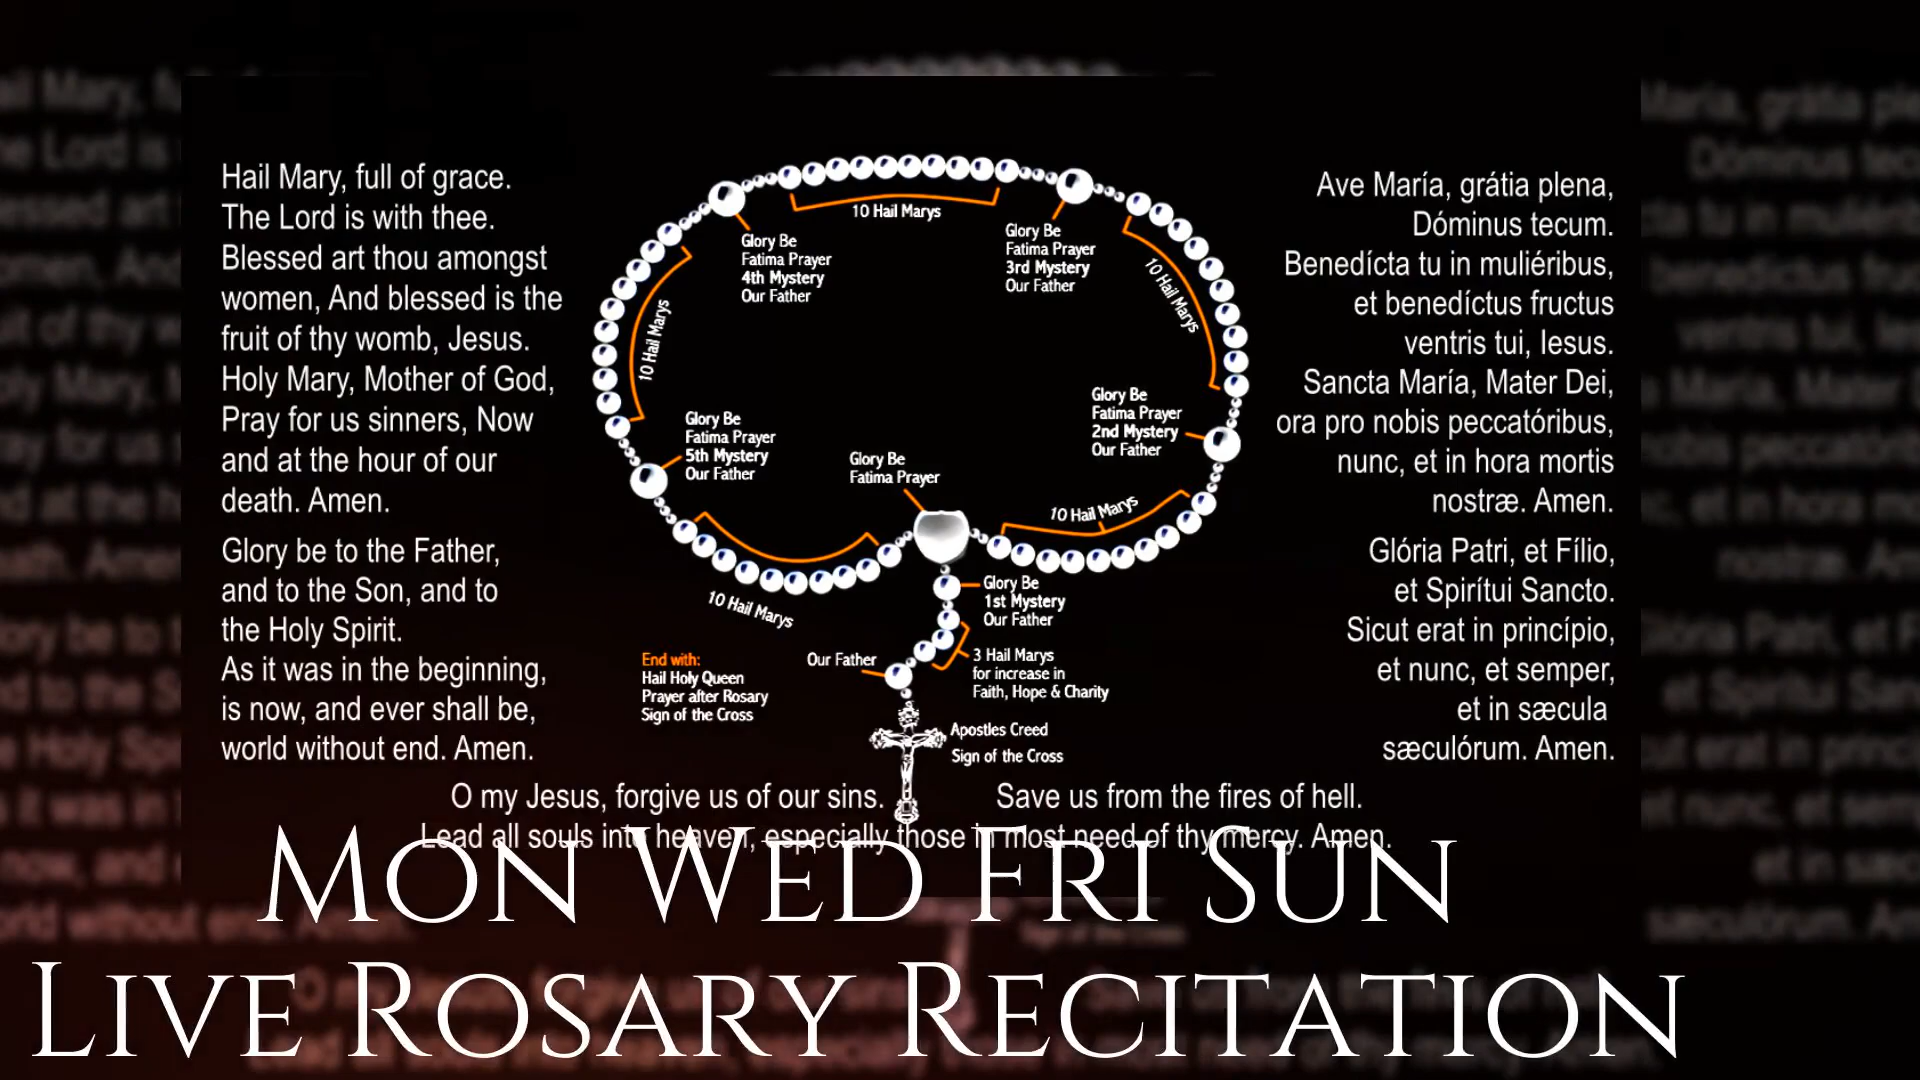 Hail Mary, full of grace.
The Lord is with thee.
Blessed art thou amongst
women, And blessed is the
fruit of thy womb, Jesus.
Holy Mary, Mother of God,
Pray for us sinners, Now
and at the hour of our
death. Amen.
Glory be to the Father,
and to the Son, and to
the Holy Spirit.
As it was in the beginning,
is now, and ever shall be,
world without end. Amen.
10 Hail Marys
Glory Be
Fatima Prayer
4th Mystery
Our Father
Glory Be
Fatima Prayer
3rd Mystery
Our Father
10 Hail Marys
10 Hail Marys
Glory Be
Fatima Prayer
5th Mystery
Our Father
Glory Be
Fatima Prayer
Glory Be
Fatima Prayer
2nd Mystery
Our Father
10 Hail Marys
10 Hail Marys
Glory Be
1st Mystery
Our Father
Our Father
3 Hail Marys
for increase in
Faith, Hope & Charity
End with:
Hail Holy Queen
Prayer after Rosary
Sign of the Cross
Apostles Creed
Sign of the Cross
Ave María, grátia plena,
Dóminus tecum.
Benedícta tu in muliéribus,
et benedíctus fructus
ventris tui, Iesus.
Sancta María, Mater Dei,
ora pro nobis peccatóribus,
nunc, et in hora mortis
nostræ. Amen.
Glória Patri, et Fílio,
et Spirítui Sancto.
Sicut erat in princípio,
et nunc, et semper,
et in sæcula
sæculórum. Amen.
O my Jesus, forgive us of our sins. Save us from the fires of hell.
Lead all souls into heaven, especially those in most need of thy mercy. Amen.
Mon Wed Fri Sun
Live Rosary Recitation